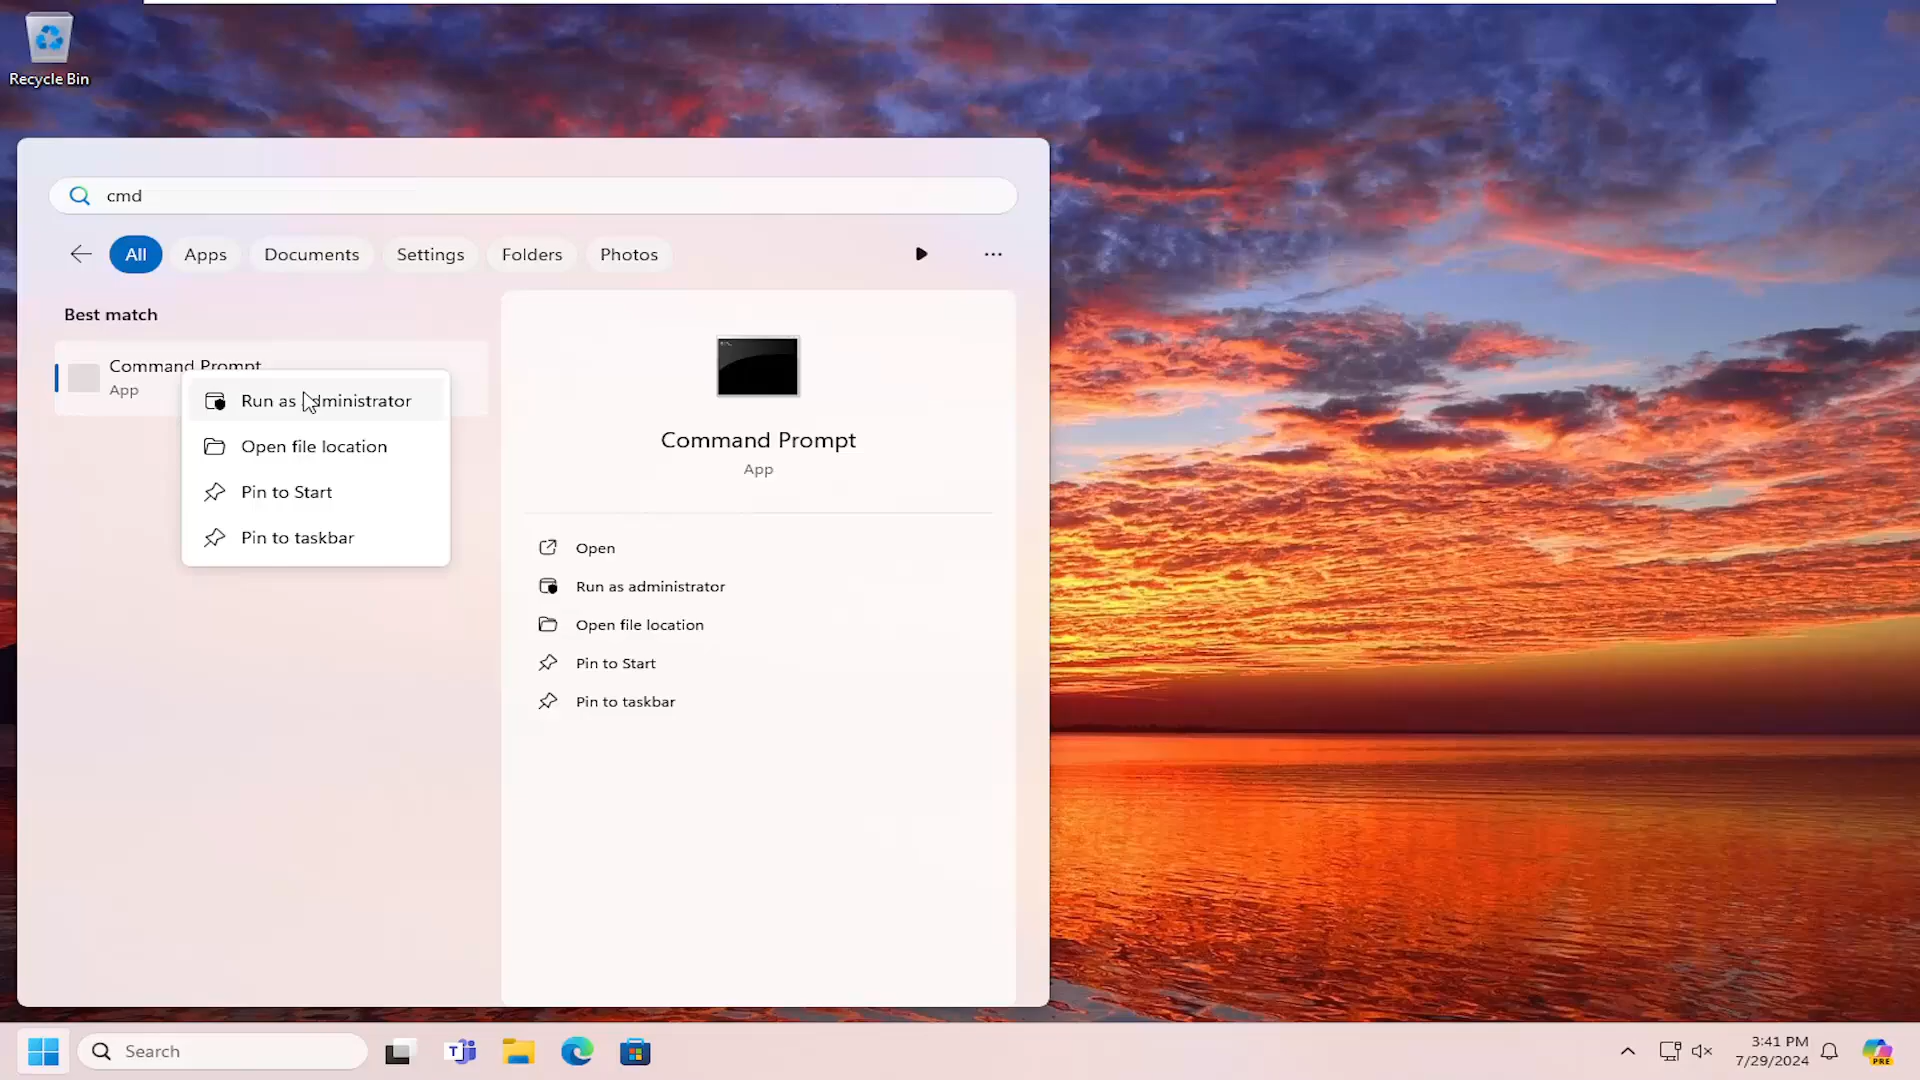 Recycle Bin
cmd
All
Apps
Documents
Settings
Folders
Photos
Best match
Command Prompt
App
Run as administrator
Open file location
Pin to Start
Pin to taskbar
Command Prompt
App
Open
Run as administrator
Open file location
Pin to Start
Pin to taskbar
Search
3:41 PM
7/29/2024
PRE